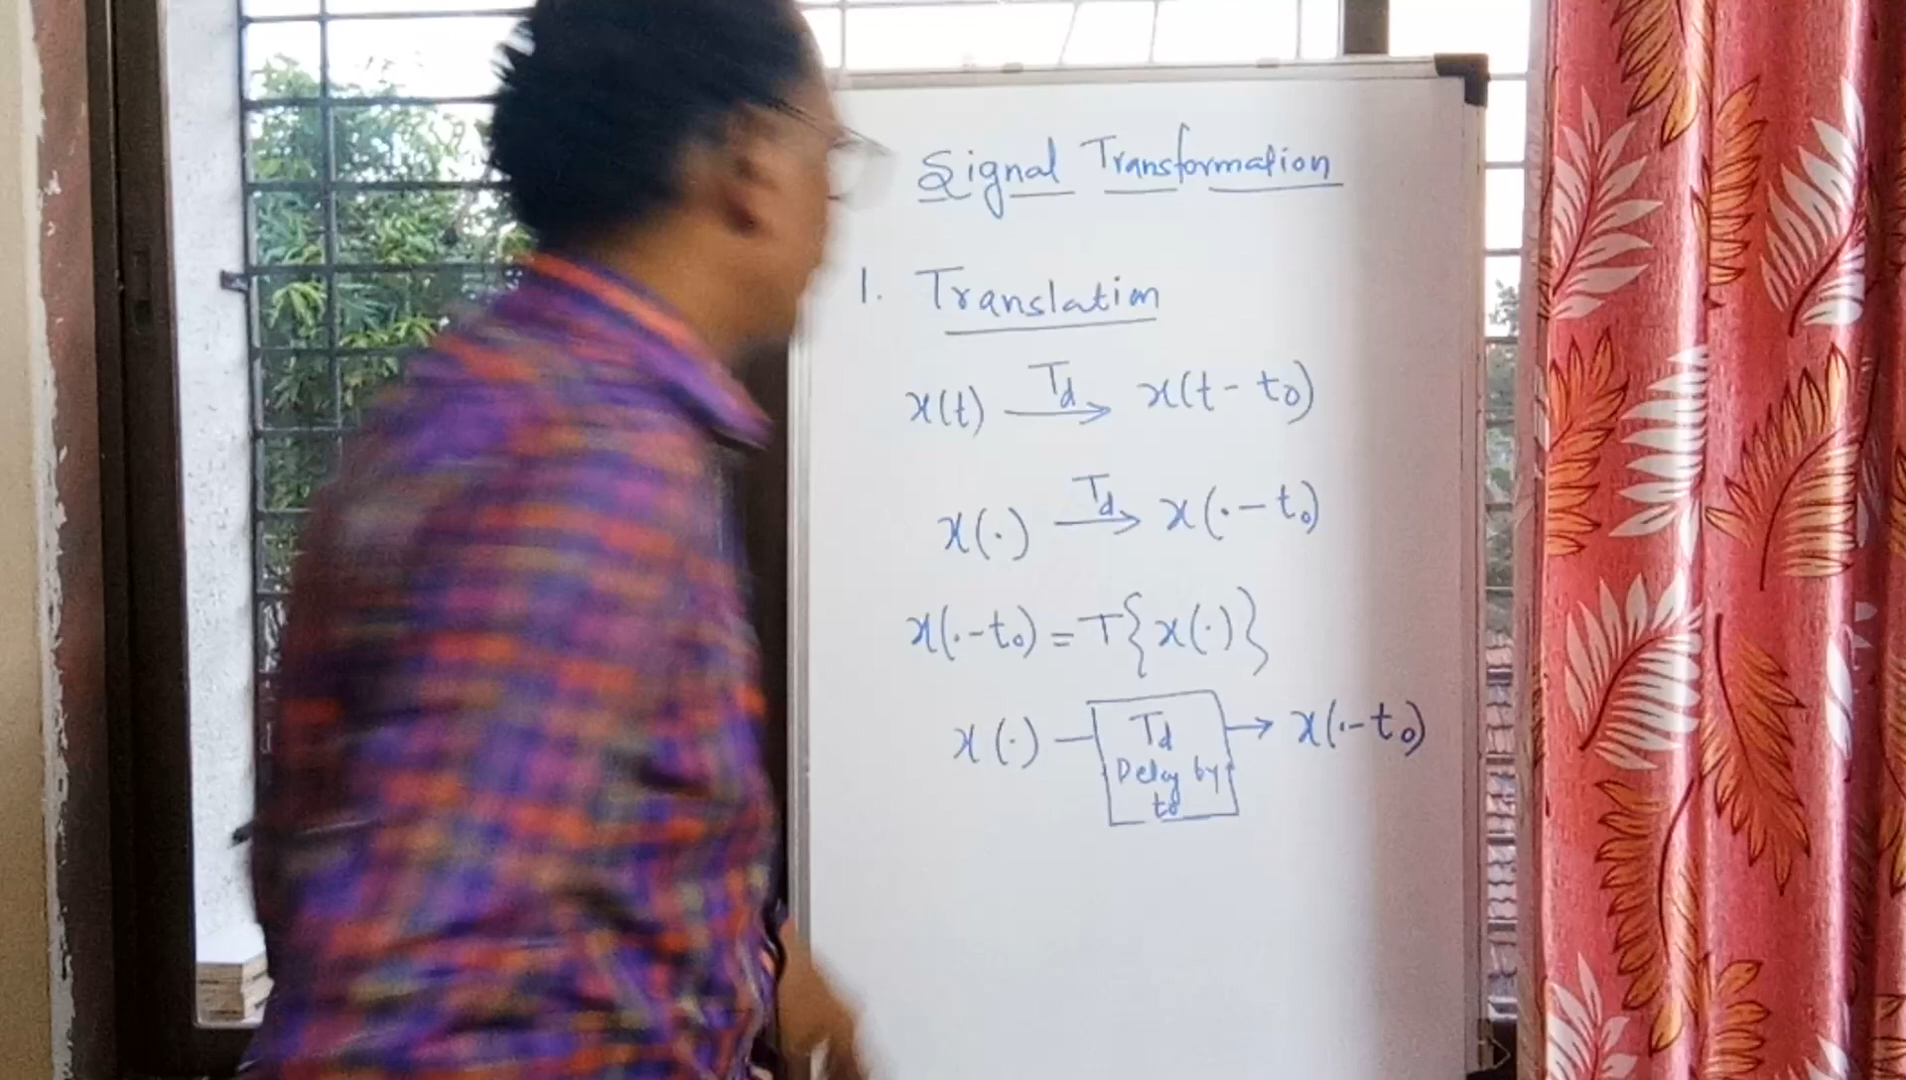 Signal Transformation
1. Translation
x(t) —Td→ x(t - t0)
x(·) —Td→ x(· - t0)
x(· - t0) = T{x(·)}
x(·) — Td → x(· - t0)
Delay by
t0